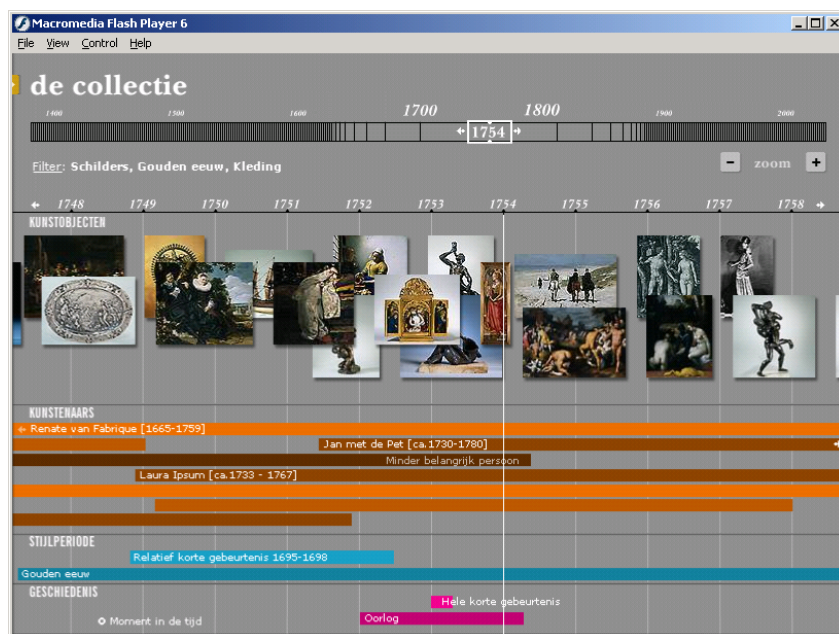 Macromedia Flash Player 6
File View Control Help
de collectie
1400 1500 1600 1700 1800 1900 2000
1754
Filter: Schilders, Gouden eeuw, Kleding
zoom
1748 1749 1750 1751 1752 1753 1754 1755 1756 1757 1758
KUNSTOBJECTEN
KUNSTENAARS
Renate van Fabrique [1665-1759]
Jan met de Pet [ca.1730-1780]
Minder belangrijk persoon
Laura Ipsum [ca.1733 - 1767]
STIJLPERIODE
Relatief korte gebeurtenis 1695-1698
Gouden eeuw
GESCHIEDENIS
Hele korte gebeurtenis
Moment in de tijd
Oorlog